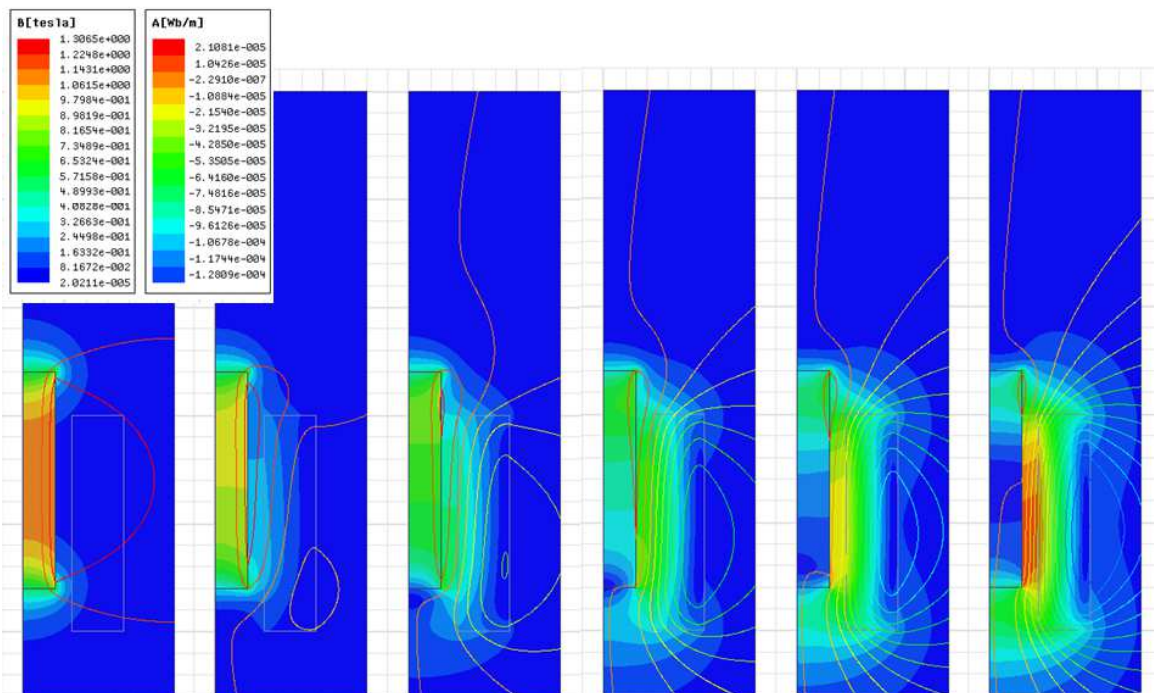 B[tesla]
1.3065e+000
1.2248e+000
1.1431e+000
1.0615e+000
9.7984e-001
8.9819e-001
8.1654e-001
7.3489e-001
6.5324e-001
5.7158e-001
4.8993e-001
4.0828e-001
3.2663e-001
2.4498e-001
1.6332e-001
8.1672e-002
2.0211e-005
A[Wb/m]
2.1081e-005
1.0426e-005
-2.2910e-007
-1.0884e-005
-2.1540e-005
-3.2195e-005
-4.2850e-005
-5.3505e-005
-6.4160e-005
-7.4816e-005
-8.5471e-005
-9.6126e-005
-1.0678e-004
-1.1744e-004
-1.2809e-004